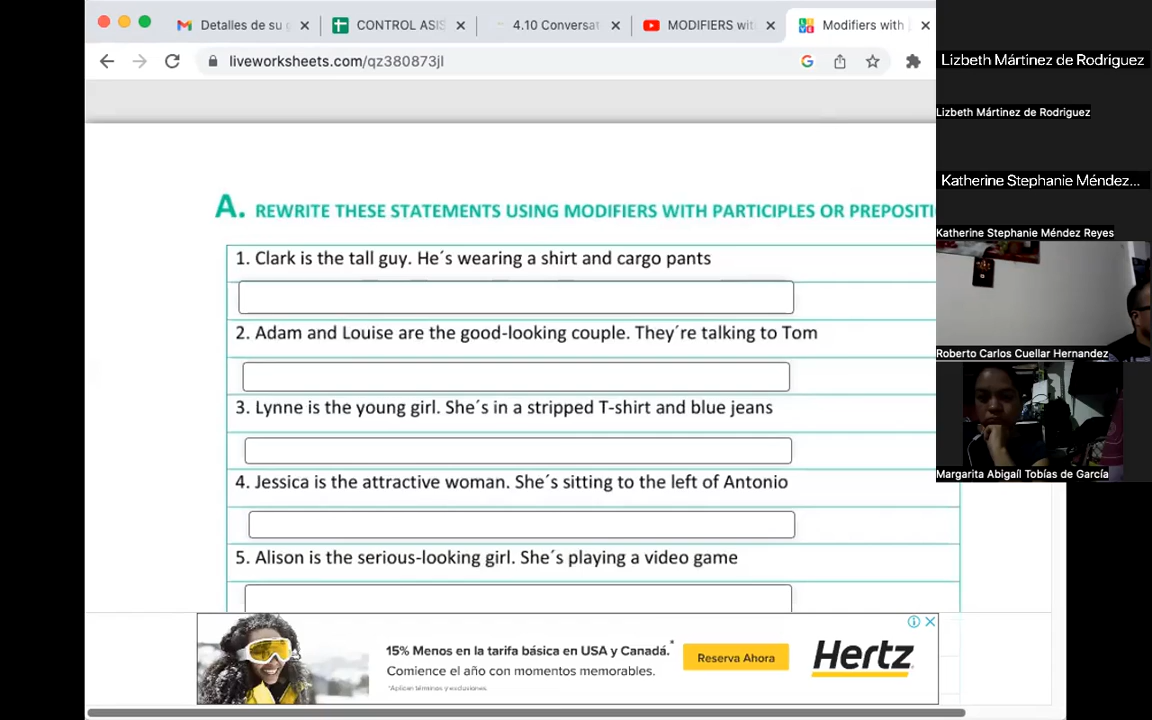 Detalles de su g
CONTROL ASIS
4.10 Conversat
MODIFIERS wit
Modifiers with
liveworksheets.com/qz380873jl
Lizbeth Mártinez de Rodriguez
Lizbeth Mártinez de Rodriguez
Katherine Stephanie Méndez...
Katherine Stephanie Méndez Reyes
Roberto Carlos Cuellar Hernandez
Margarita Abigaíl Tobías de García
A. REWRITE THESE STATEMENTS USING MODIFIERS WITH PARTICIPLES OR PREPOSITI
1. Clark is the tall guy. He´s wearing a shirt and cargo pants
2. Adam and Louise are the good-looking couple. They´re talking to Tom
3. Lynne is the young girl. She´s in a stripped T-shirt and blue jeans
4. Jessica is the attractive woman. She´s sitting to the left of Antonio
5. Alison is the serious-looking girl. She´s playing a video game
15% Menos en la tarifa básica en USA y Canadá.*
Comience el año con momentos memorables.
*Aplican términos y exclusiones.
Reserva Ahora
Hertz